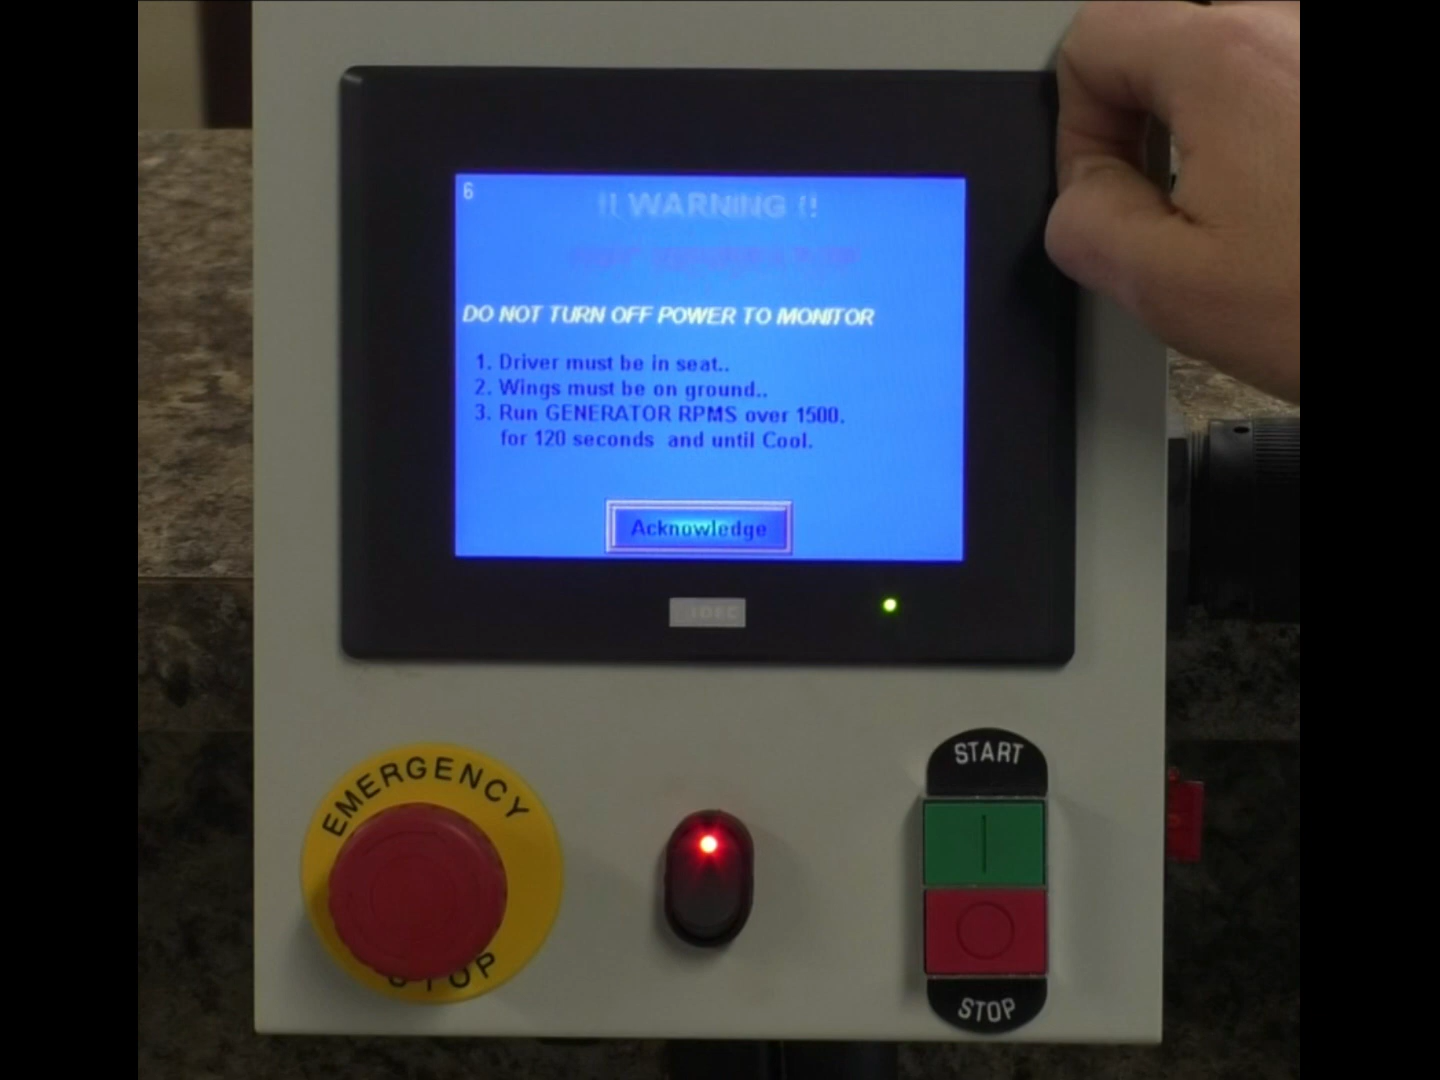 6
!! WARNING !!
DO NOT TURN OFF POWER TO MONITOR
1. Driver must be in seat..
2. Wings must be on ground..
3. Run GENERATOR RPMS over 1500.
for 120 seconds and until Cool.
Acknowledge
IDEC
EMERGENCY
STOP
START
STOP